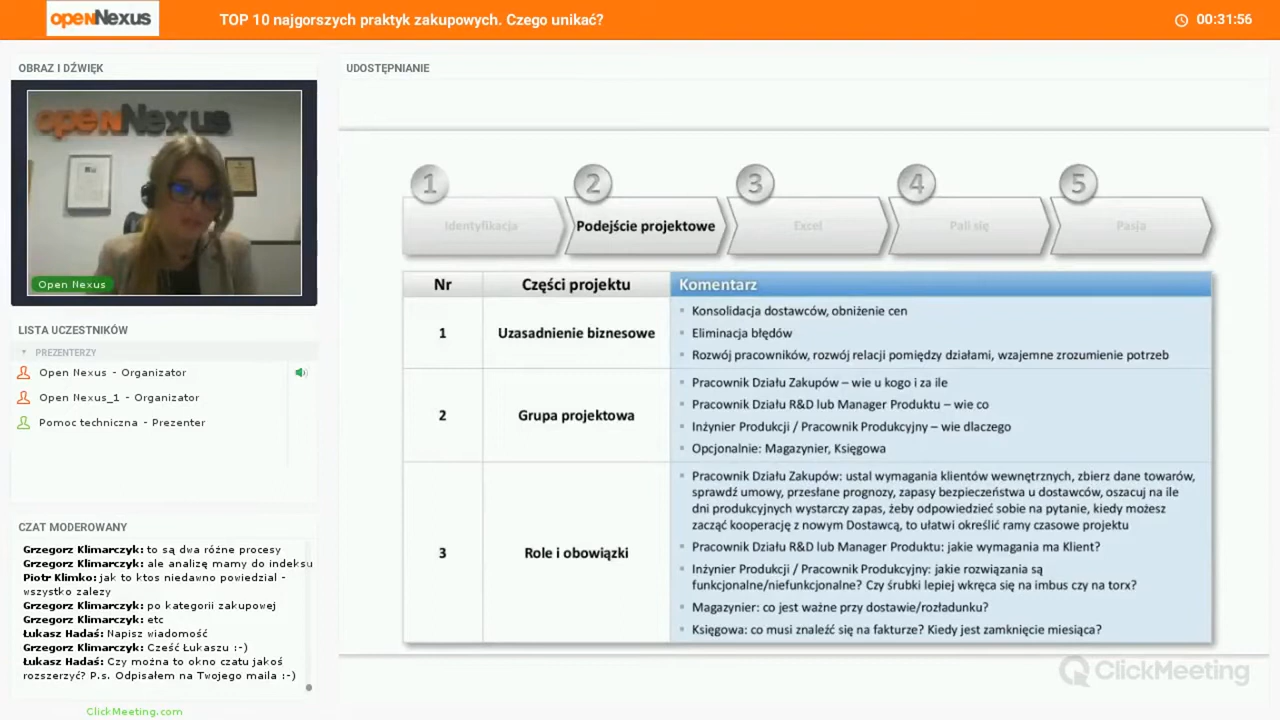 openNexus
TOP 10 najgorszych praktyk zakupowych. Czego unikać?
00:31:56
OBRAZ I DŹWIĘK
openNexus
Open Nexus
LISTA UCZESTNIKÓW
PREZENTERZY
Open Nexus - Organizator
Open Nexus_1 - Organizator
Pomoc techniczna - Prezenter
CZAT MODEROWANY
Grzegorz Klimarczyk: to są dwa różne procesy
Grzegorz Klimarczyk: ale analizę mamy do indeksu
Piotr Klimko: jak to ktos niedawno powiedzial -
wszystko zalezy
Grzegorz Klimarczyk: po kategorii zakupowej
Grzegorz Klimarczyk: etc
Łukasz Hadaś: Napisz wiadomość
Grzegorz Klimarczyk: Cześć Łukaszu :-)
Łukasz Hadaś: Czy można to okno czatu jakoś
rozszerzyć? P.s. Odpisałem na Twojego maila :-)
ClickMeeting.com
UDOSTĘPNIANIE
1 2 3 4 5
Identyfikacja Podejście projektowe Excel Pali się Pasja
Nr Części projektu Komentarz
1 Uzasadnienie biznesowe
Konsolidacja dostawców, obniżenie cen
Eliminacja błędów
Rozwój pracowników, rozwój relacji pomiędzy działami, wzajemne zrozumienie potrzeb
2 Grupa projektowa
Pracownik Działu Zakupów – wie u kogo i za ile
Pracownik Działu R&D lub Manager Produktu – wie co
Inżynier Produkcji / Pracownik Produkcyjny – wie dlaczego
Opcjonalnie: Magazynier, Księgowa
3 Role i obowiązki
Pracownik Działu Zakupów: ustal wymagania klientów wewnętrznych, zbierz dane towarów,
sprawdź umowy, przesłane prognozy, zapasy bezpieczeństwa u dostawców, oszacuj na ile
dni produkcyjnych wystarczy zapas, żeby odpowiedzieć sobie na pytanie, kiedy możesz
zacząć kooperację z nowym Dostawcą, to ułatwi określić ramy czasowe projektu
Pracownik Działu R&D lub Manager Produktu: jakie wymagania ma Klient?
Inżynier Produkcji / Pracownik Produkcyjny: jakie rozwiązania są
funkcjonalne/niefunkcjonalne? Czy śrubki lepiej wkręca się na imbus czy na torx?
Magazynier: co jest ważne przy dostawie/rozładunku?
Księgowa: co musi znaleźć się na fakturze? Kiedy jest zamknięcie miesiąca?
ClickMeeting